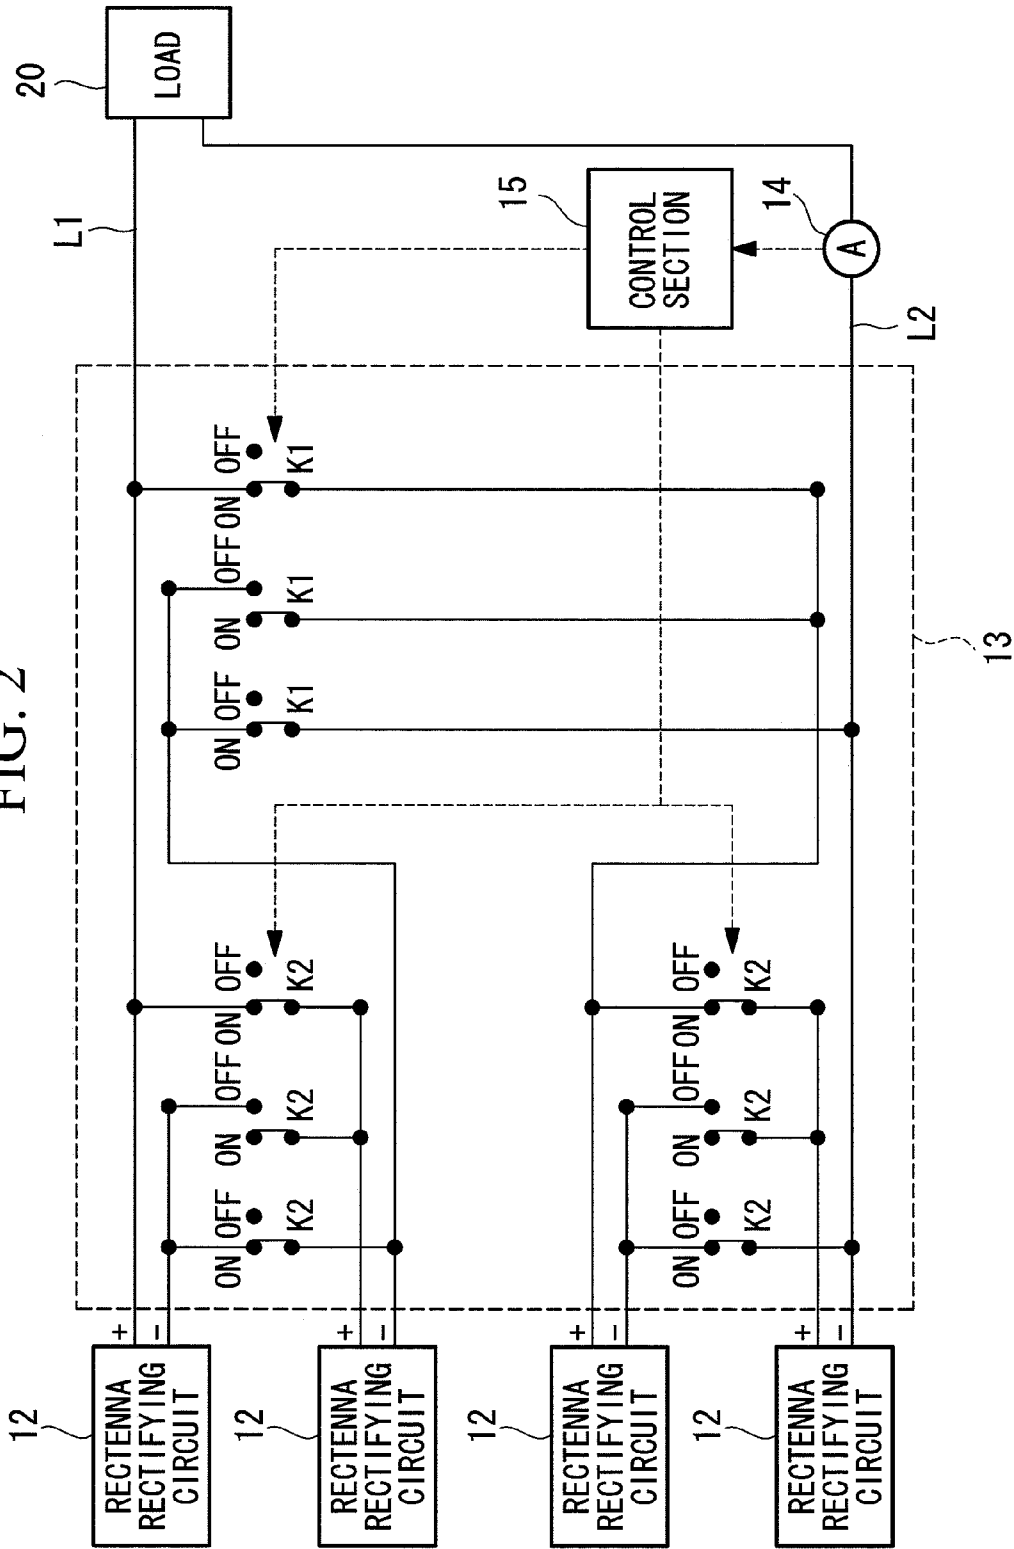 FIG. 2
RECTENNA
RECTIFYING
CIRCUIT
12
+
−
RECTENNA
RECTIFYING
CIRCUIT
12
+
−
RECTENNA
RECTIFYING
CIRCUIT
12
+
−
RECTENNA
RECTIFYING
CIRCUIT
12
+
−
ON OFF
K2
ON OFF
K2
ON OFF
K2
ON OFF
K2
ON OFF
K2
ON OFF
K2
ON OFF
K1
ON OFF
K1
ON OFF
K1
13
L1
L2
CONTROL
SECTION
15
A
14
LOAD
20